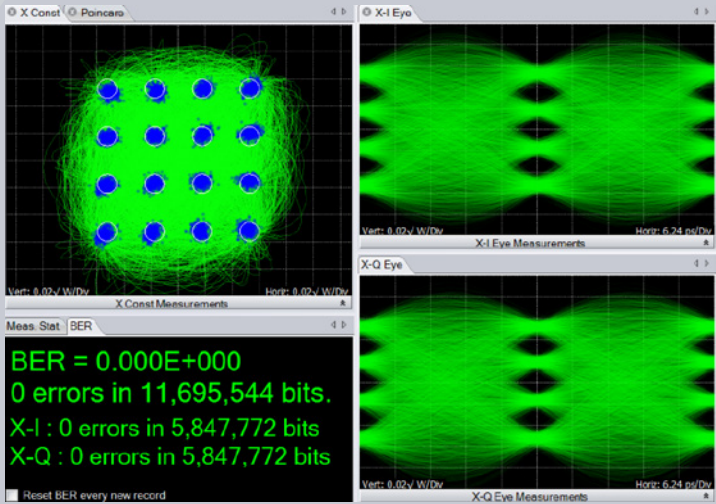 X Const
Poincare
Vert: 0.02√ W/Div
Horiz: 0.02√ W/Div
X Const Measurements
Meas. Stat
BER
BER = 0.000E+000
0 errors in 11,695,544 bits.
X-I : 0 errors in 5,847,772 bits
X-Q : 0 errors in 5,847,772 bits
Reset BER every new record
X-I Eye
Vert: 0.02√ W/Div
Horiz: 6.24 ps/Div
X-I Eye Measurements
X-Q Eye
Vert: 0.02√ W/Div
Horiz: 6.24 ps/Div
X-Q Eye Measurements